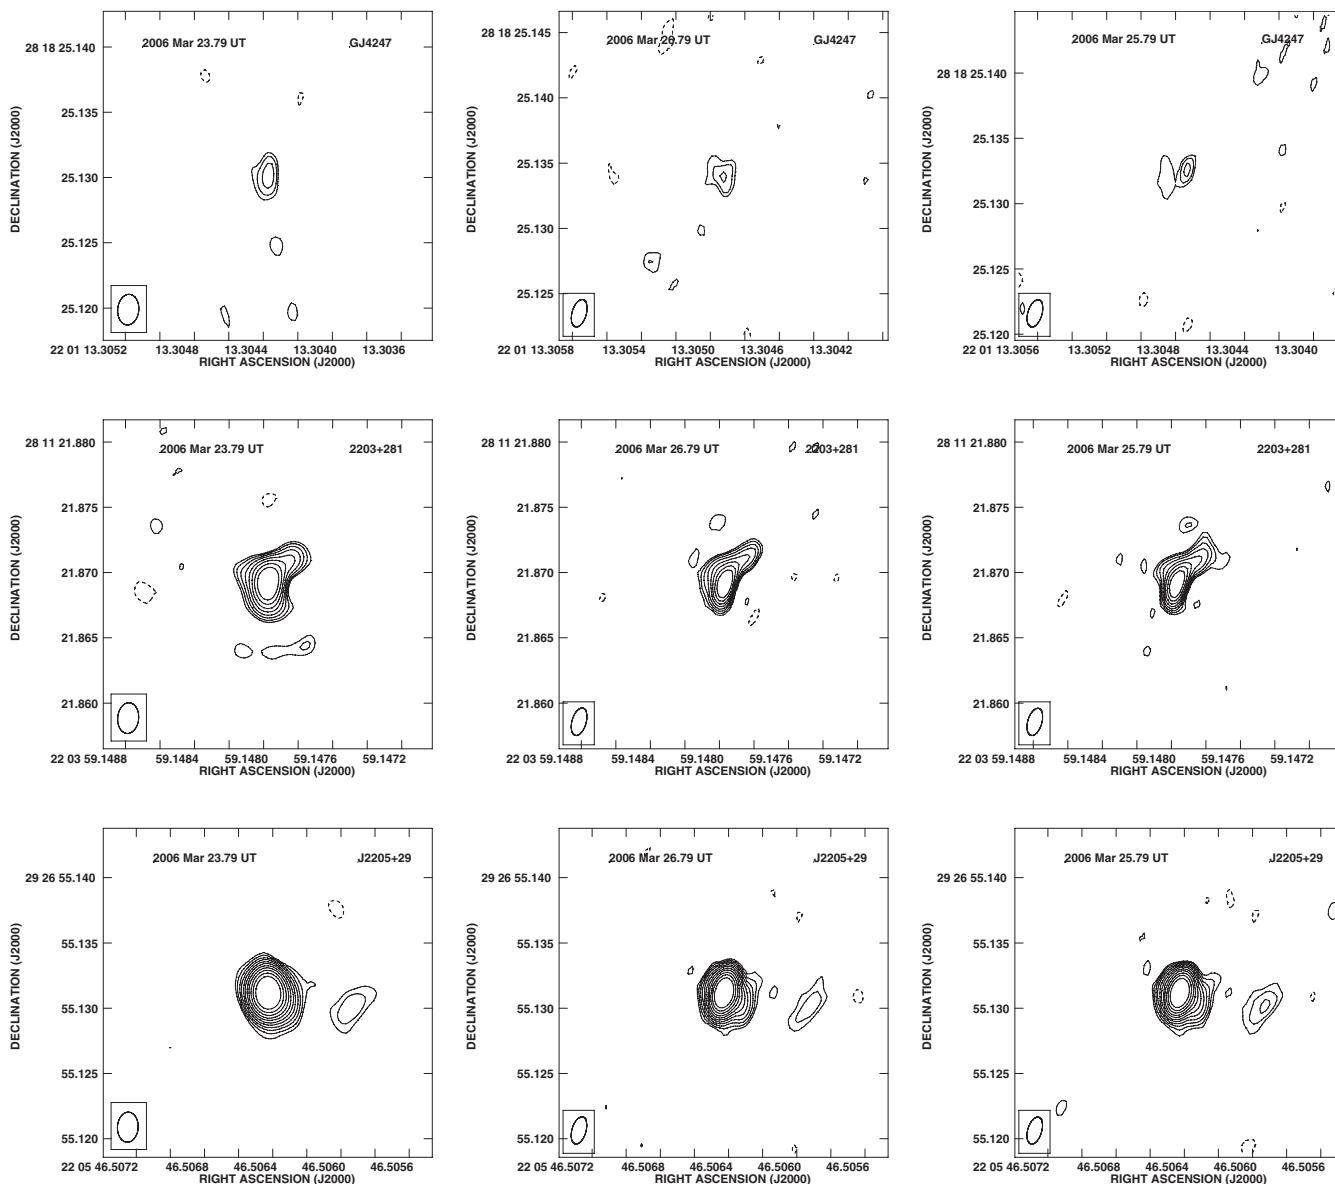 2006 Mar 23.79 UT GJ4247
28 18 25.140
25.135
25.130
25.125
25.120
DECLINATION (J2000)
22 01 13.3052 13.3048 13.3044 13.3040 13.3036
RIGHT ASCENSION (J2000)
2006 Mar 26.79 UT GJ4247
28 18 25.145
25.140
25.135
25.130
25.125
DECLINATION (J2000)
22 01 13.3058 13.3054 13.3050 13.3046 13.3042
RIGHT ASCENSION (J2000)
2006 Mar 25.79 UT GJ4247
28 18 25.140
25.135
25.130
25.125
25.120
DECLINATION (J2000)
22 01 13.3056 13.3052 13.3048 13.3044 13.3040
RIGHT ASCENSION (J2000)
2006 Mar 23.79 UT 2203+281
28 11 21.880
21.875
21.870
21.865
21.860
DECLINATION (J2000)
22 03 59.1488 59.1484 59.1480 59.1476 59.1472
RIGHT ASCENSION (J2000)
2006 Mar 26.79 UT 2203+281
28 11 21.880
21.875
21.870
21.865
21.860
DECLINATION (J2000)
22 03 59.1488 59.1484 59.1480 59.1476 59.1472
RIGHT ASCENSION (J2000)
2006 Mar 25.79 UT 2203+281
28 11 21.880
21.875
21.870
21.865
21.860
DECLINATION (J2000)
22 03 59.1488 59.1484 59.1480 59.1476 59.1472
RIGHT ASCENSION (J2000)
2006 Mar 23.79 UT J2205+29
29 26 55.140
55.135
55.130
55.125
55.120
DECLINATION (J2000)
22 05 46.5072 46.5068 46.5064 46.5060 46.5056
RIGHT ASCENSION (J2000)
2006 Mar 26.79 UT J2205+29
29 26 55.140
55.135
55.130
55.125
55.120
DECLINATION (J2000)
22 05 46.5072 46.5068 46.5064 46.5060 46.5056
RIGHT ASCENSION (J2000)
2006 Mar 25.79 UT J2205+29
29 26 55.140
55.135
55.130
55.125
55.120
DECLINATION (J2000)
22 05 46.5072 46.5068 46.5064 46.5060 46.5056
RIGHT ASCENSION (J2000)